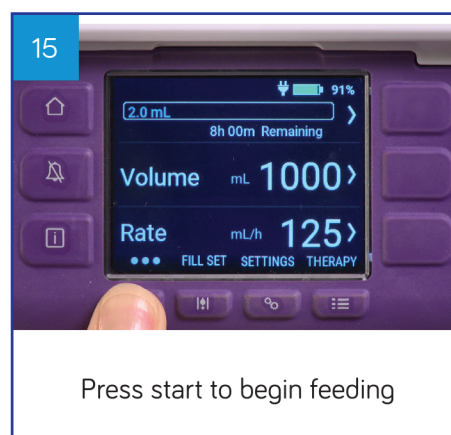 15
91%
2.0 mL
8h 00m Remaining
Volume mL 1000
Rate mL/h 125
••• FILL SET SETTINGS THERAPY
Press start to begin feeding